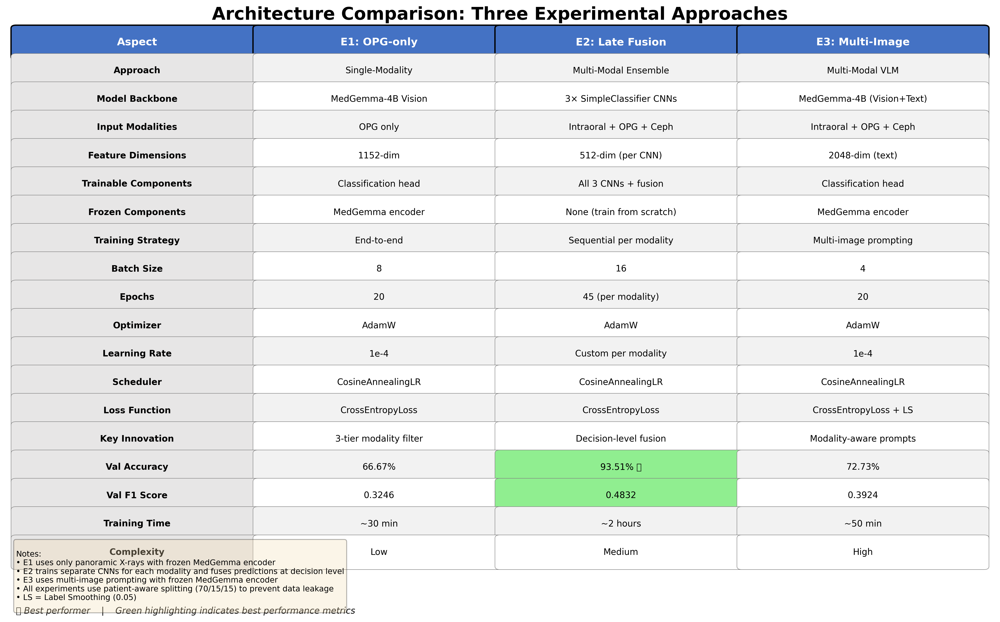 Architecture Comparison: Three Experimental Approaches
Aspect E1: OPG-only E2: Late Fusion E3: Multi-Image
Approach Single-Modality Multi-Modal Ensemble Multi-Modal VLM
Model Backbone MedGemma-4B Vision 3× SimpleClassifier CNNs MedGemma-4B (Vision+Text)
Input Modalities OPG only Intraoral + OPG + Ceph Intraoral + OPG + Ceph
Feature Dimensions 1152-dim 512-dim (per CNN) 2048-dim (text)
Trainable Components Classification head All 3 CNNs + fusion Classification head
Frozen Components MedGemma encoder None (train from scratch) MedGemma encoder
Training Strategy End-to-end Sequential per modality Multi-image prompting
Batch Size 8 16 4
Epochs 20 45 (per modality) 20
Optimizer AdamW AdamW AdamW
Learning Rate 1e-4 Custom per modality 1e-4
Scheduler CosineAnnealingLR CosineAnnealingLR CosineAnnealingLR
Loss Function CrossEntropyLoss CrossEntropyLoss CrossEntropyLoss + LS
Key Innovation 3-tier modality filter Decision-level fusion Modality-aware prompts
Val Accuracy 66.67% 93.51% 72.73%
Val F1 Score 0.3246 0.4832 0.3924
Training Time ~30 min ~2 hours ~50 min
Complexity Low Medium High
Notes:
• E1 uses only panoramic X-rays with frozen MedGemma encoder
• E2 trains separate CNNs for each modality and fuses predictions at decision level
• E3 uses multi-image prompting with frozen MedGemma encoder
• All experiments use patient-aware splitting (70/15/15) to prevent data leakage
• LS = Label Smoothing (0.05)
Best performer | Green highlighting indicates best performance metrics